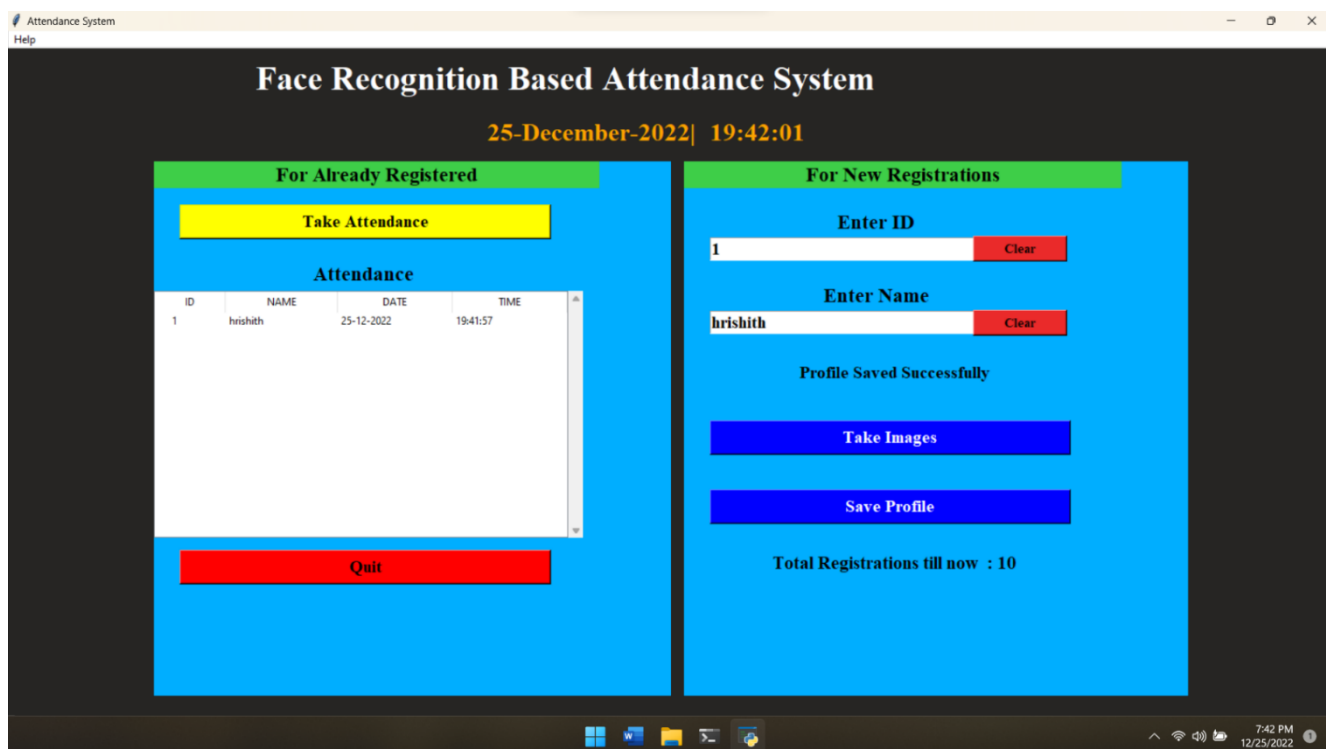 Attendance System
Help
Face Recognition Based Attendance System
25-December-2022| 19:42:01
For Already Registered
Take Attendance
Attendance
ID NAME DATE TIME
1 hrishith 25-12-2022 19:41:57
Quit
For New Registrations
Enter ID
1 Clear
Enter Name
hrishith Clear
Profile Saved Successfully
Take Images
Save Profile
Total Registrations till now : 10
7:42 PM
12/25/2022
1